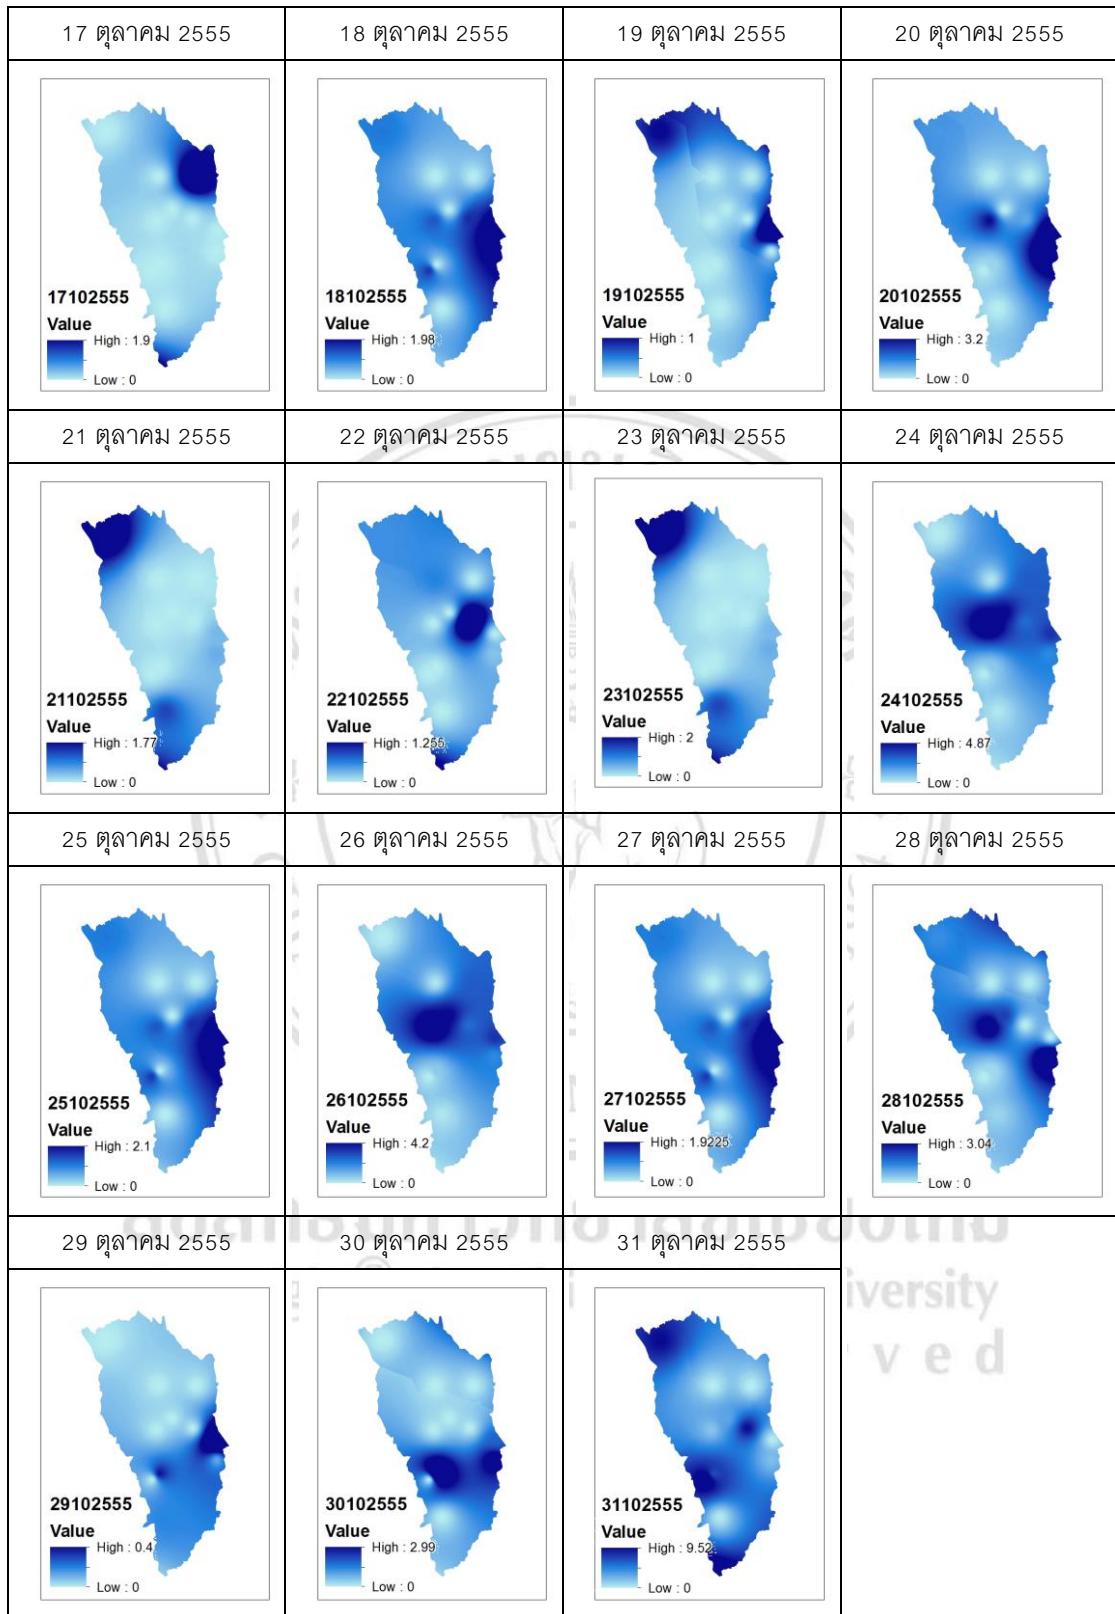 17 ตุลาคม 2555 18 ตุลาคม 2555 19 ตุลาคม 2555 20 ตุลาคม 2555
17102555 18102555 19102555 20102555
Value Value Value Value
High : 1.9 High : 1.98 High : 1 High : 3.2
Low : 0 Low : 0 Low : 0 Low : 0
21 ตุลาคม 2555 22 ตุลาคม 2555 23 ตุลาคม 2555 24 ตุลาคม 2555
21102555 22102555 23102555 24102555
Value Value Value Value
High : 1.77 High : 1.255 High : 2 High : 4.87
Low : 0 Low : 0 Low : 0 Low : 0
25 ตุลาคม 2555 26 ตุลาคม 2555 27 ตุลาคม 2555 28 ตุลาคม 2555
25102555 26102555 27102555 28102555
Value Value Value Value
High : 2.1 High : 4.2 High : 1.9225 High : 3.04
Low : 0 Low : 0 Low : 0 Low : 0
29 ตุลาคม 2555 30 ตุลาคม 2555 31 ตุลาคม 2555
iversity
v e d
29102555 30102555 31102555
Value Value Value
High : 0.4 High : 2.99 High : 9.52
Low : 0 Low : 0 Low : 0